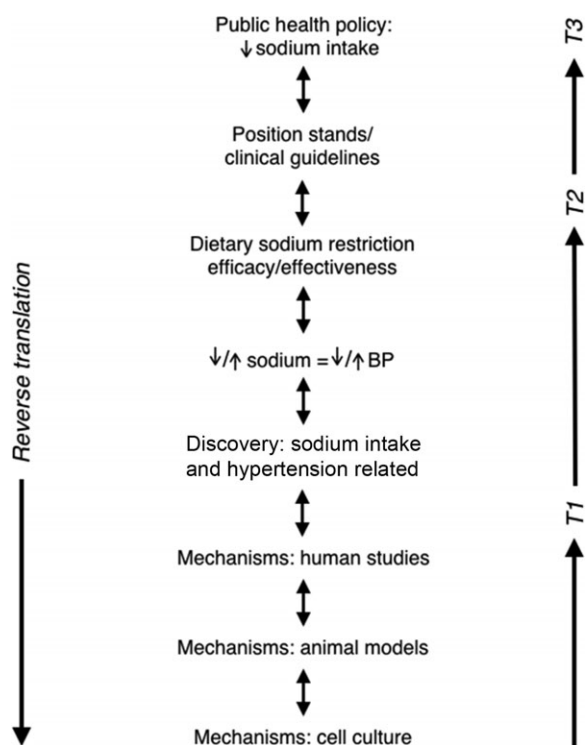 Public health policy:
↓ sodium intake
T3
Position stands/
clinical guidelines
T2
Dietary sodium restriction
efficacy/effectiveness
Reverse translation
↓/↑ sodium = ↓/↑ BP
Discovery: sodium intake
and hypertension related
T1
Mechanisms: human studies
Mechanisms: animal models
Mechanisms: cell culture